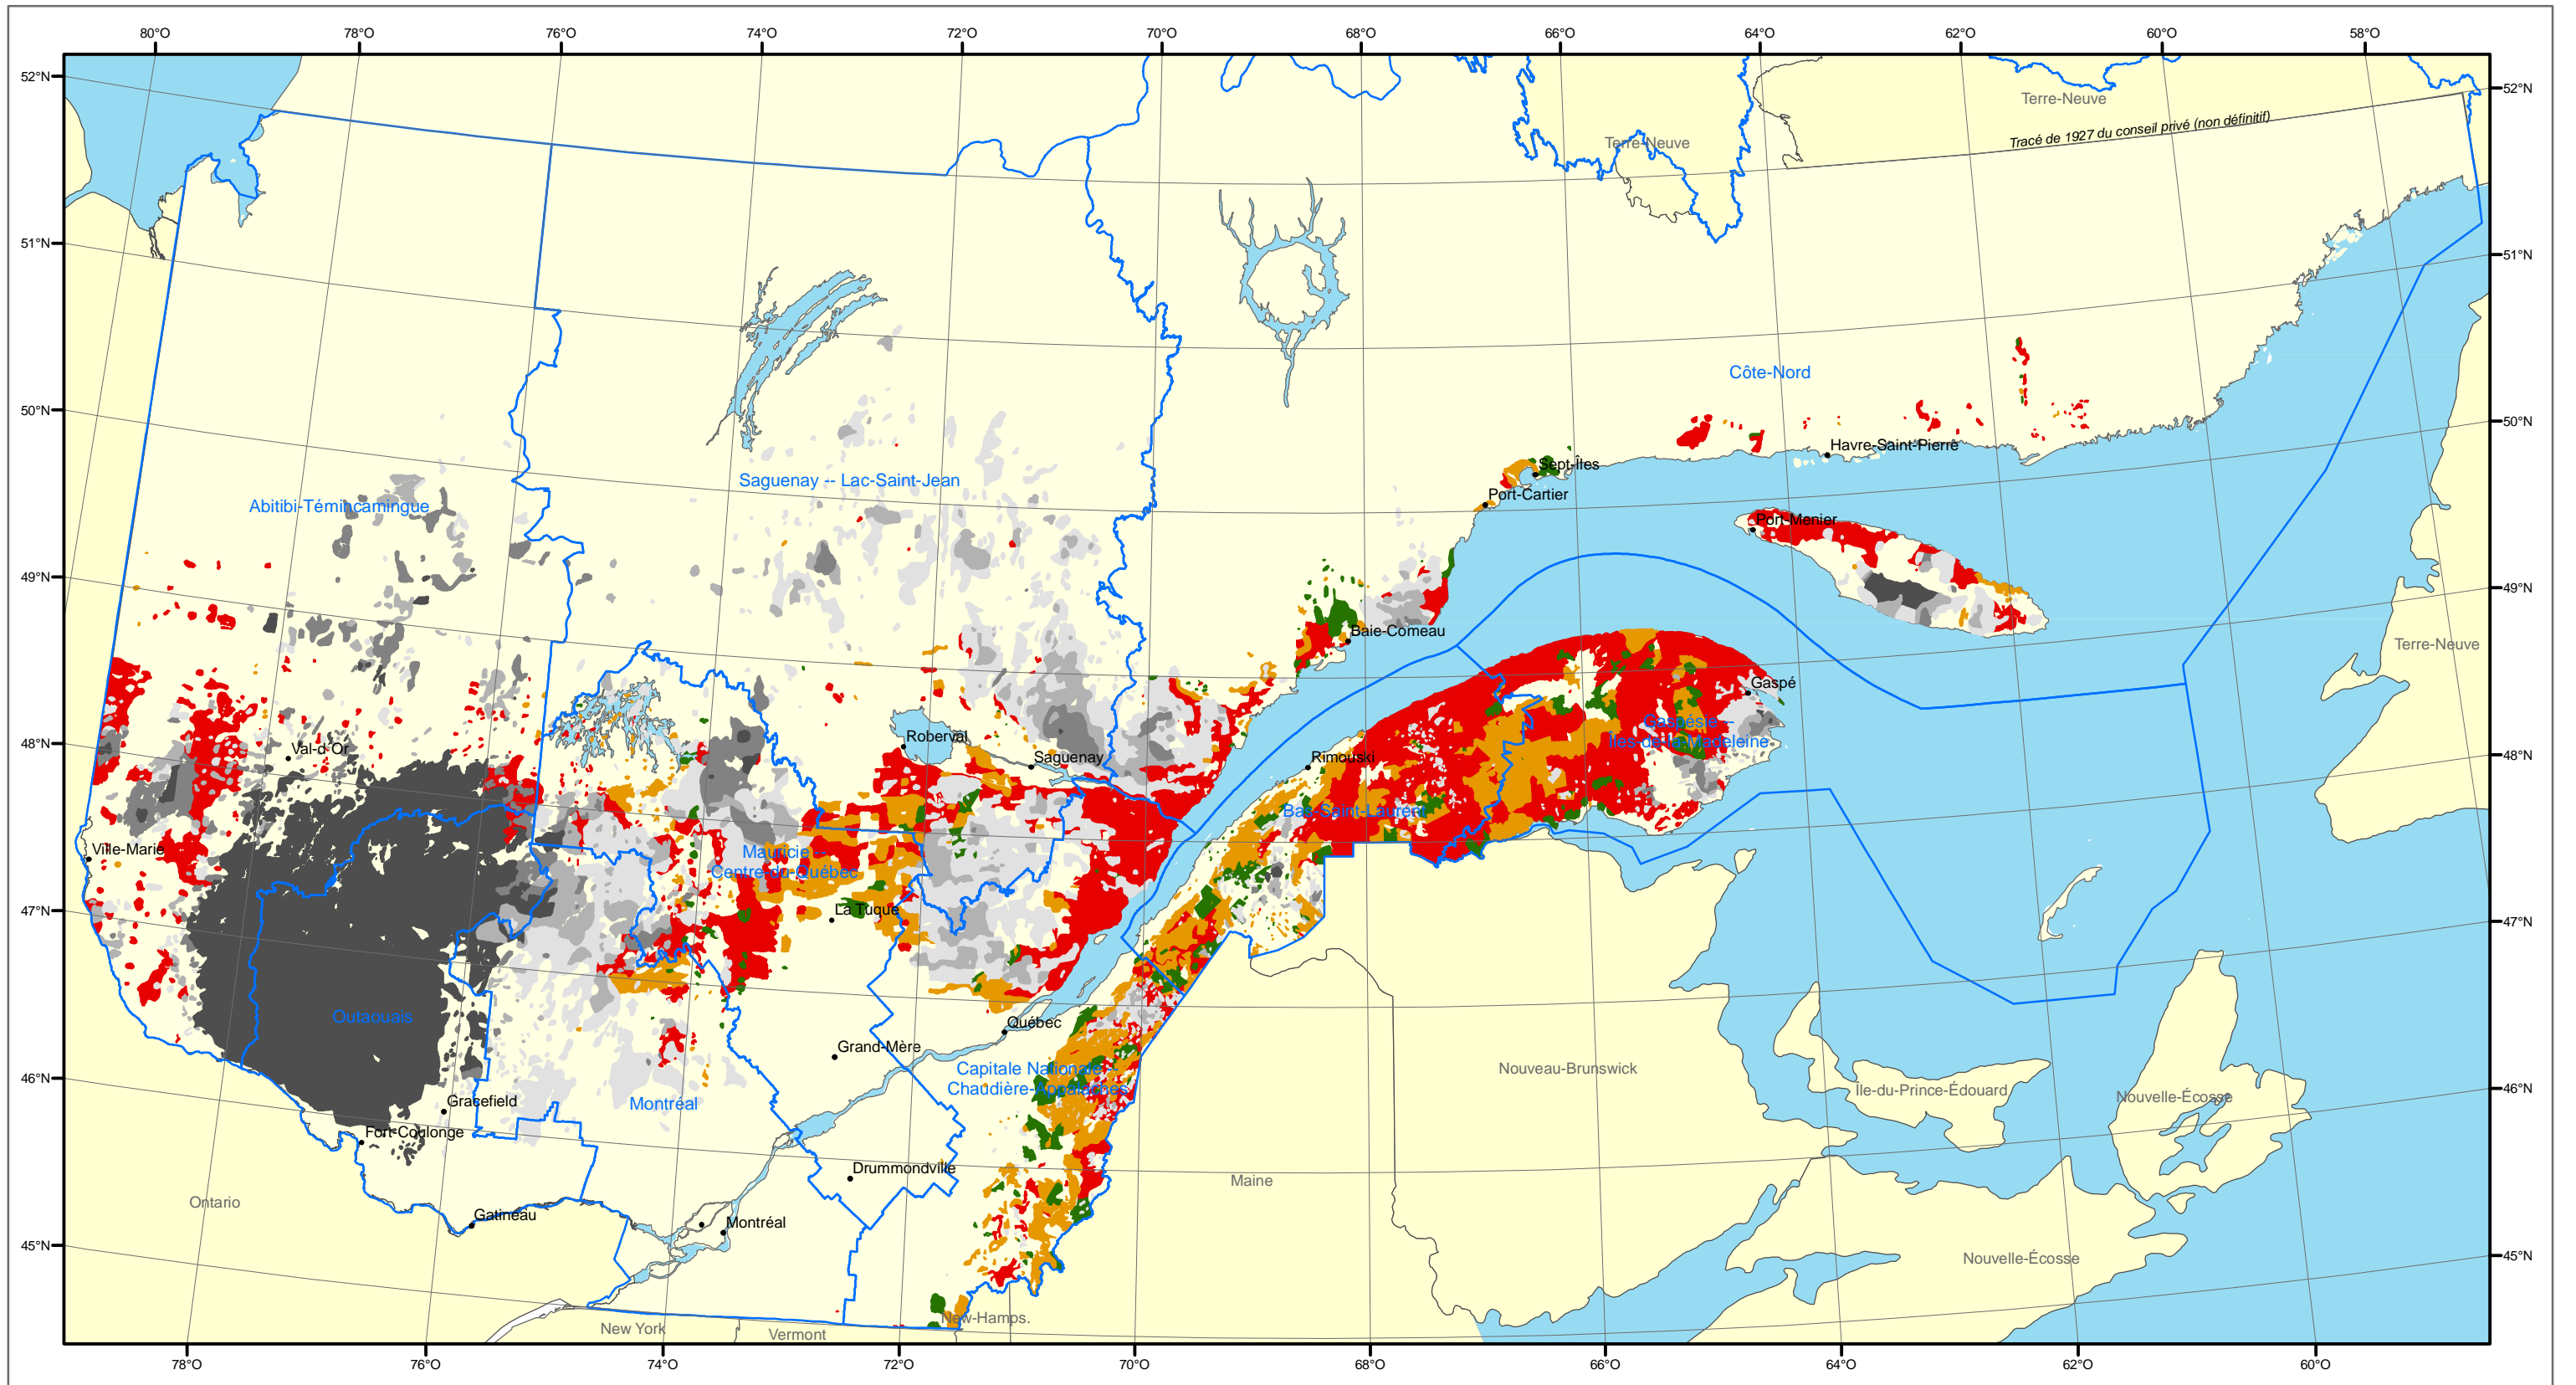 80°O 78°O 76°O 74°O 72°O 70°O 68°O 66°O 64°O 62°O 60°O 58°O
52°N
52°N
Terre-Neuve
Tracé de 1927 du conseil privé (non définitif)
Terre-Neuve
51°N
51°N
Côte-Nord
50°N
50°N
Havre-Saint-Pierre
Sept-Îles
Saguenay -- Lac-Saint-Jean
Port-Cartier
Abitibi-Témincamingue
Port-Menier
49°N
49°N
Baie-Comeau
Terre-Neuve
Gaspé
Gaspésie --
Îles-de-la-Madeleine
48°N
48°N
Roberval
Val-d'Or
Saguenay
Rimouski
Bas-Saint-Laurent
Ville-Marie
Mauricie --
Centre-du-Québec
La Tuque
47°N
47°N
Outaouais
Québec
Grand-Mère
Capitale Nationale --
Chaudière-Appalaches
Nouveau-Brunswick
46°N
46°N
Île-du-Prince-Édouard
Nouvelle-Écosse
Gracefield
Montréal
Fort-Coulonge
Drummondville
Maine
Ontario
Gatineau
Montréal
45°N
45°N
Nouvelle-Écosse
New-Hamps.
New York
Vermont
78°O 76°O 74°O 72°O 70°O 68°O 66°O 64°O 62°O 60°O